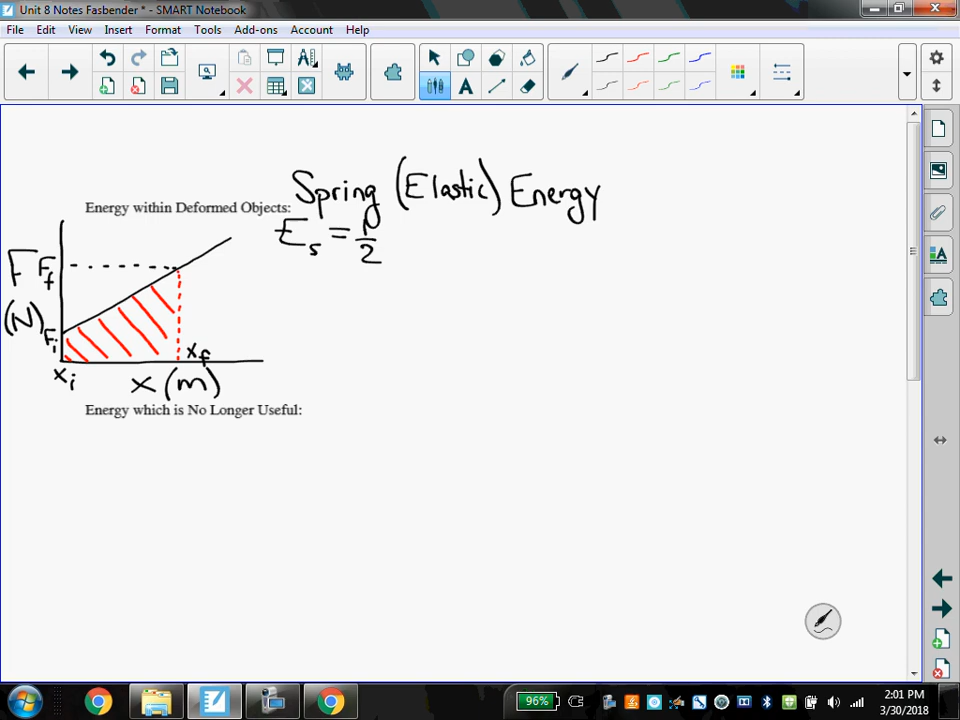 Unit 8 Notes Fasbender * - SMART Notebook
File Edit View Insert Format Tools Add-ons Account Help
Spring (Elastic) Energy
Energy within Deformed Objects:
Es = 1/2
F
Ff
(N)
Fi
xf
xi
x (m)
Energy which is No Longer Useful:
96%
2:01 PM
3/30/2018